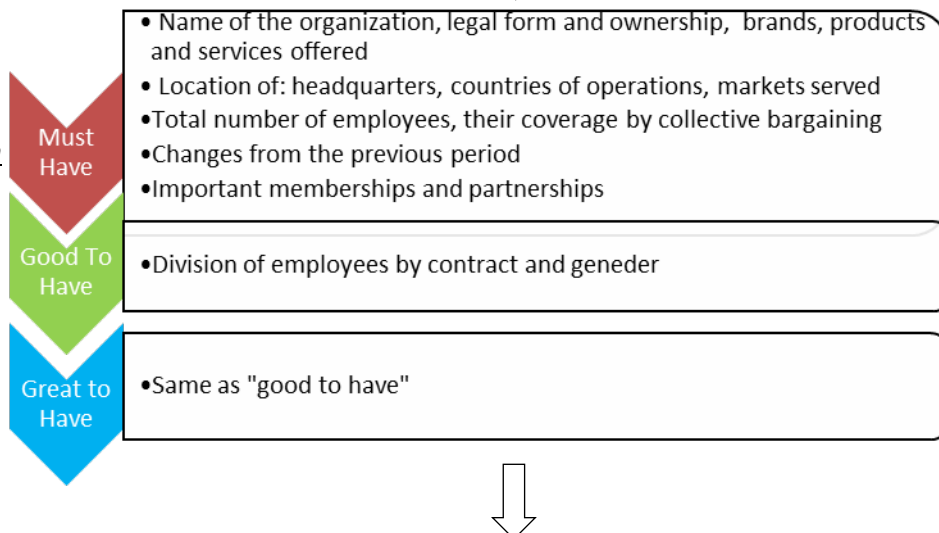 • Name of the organization, legal form and ownership,  brands, products
and services offered
• Location of: headquarters, countries of operations, markets served
•Total number of employees, their coverage by collective bargaining
•Changes from the previous period
•Important memberships and partnerships
Must
Have
•Division of employees by contract and geneder
Good To
Have
•Same as "good to have"
Great to
Have